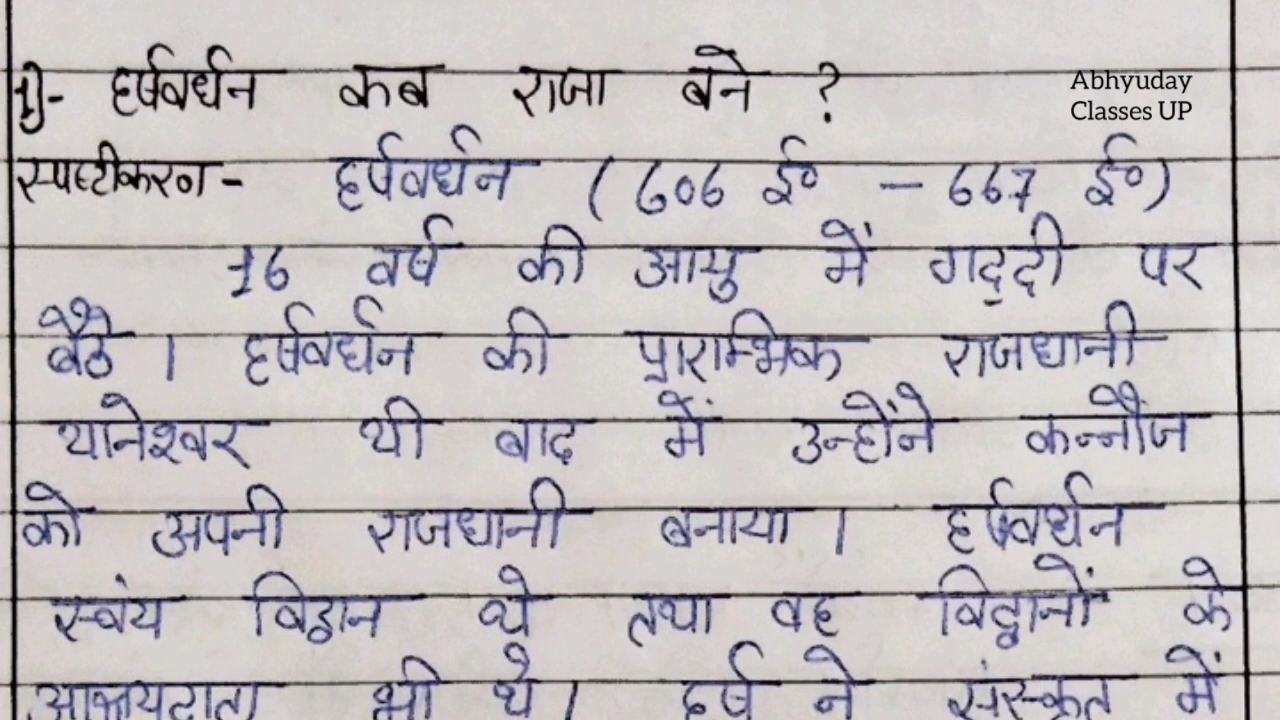 1)- हर्षवर्धन कब राजा बने ?
Abhyuday
Classes UP
स्पष्टीकरण - हर्षवर्धन ( 606 ई० – 667 ई०)
16 वर्ष की आयु में गद्दी पर
बैठे । हर्षवर्धन की प्रारम्भिक राजधानी
थानेश्वर थी बाद में उन्होंने कन्नौज
को अपनी राजधानी बनाया । हर्षवर्धन
स्वंय विद्वान थे तथा वह विद्वानों के
आश्रयदाता भी थे। हर्ष ने संस्कृत में